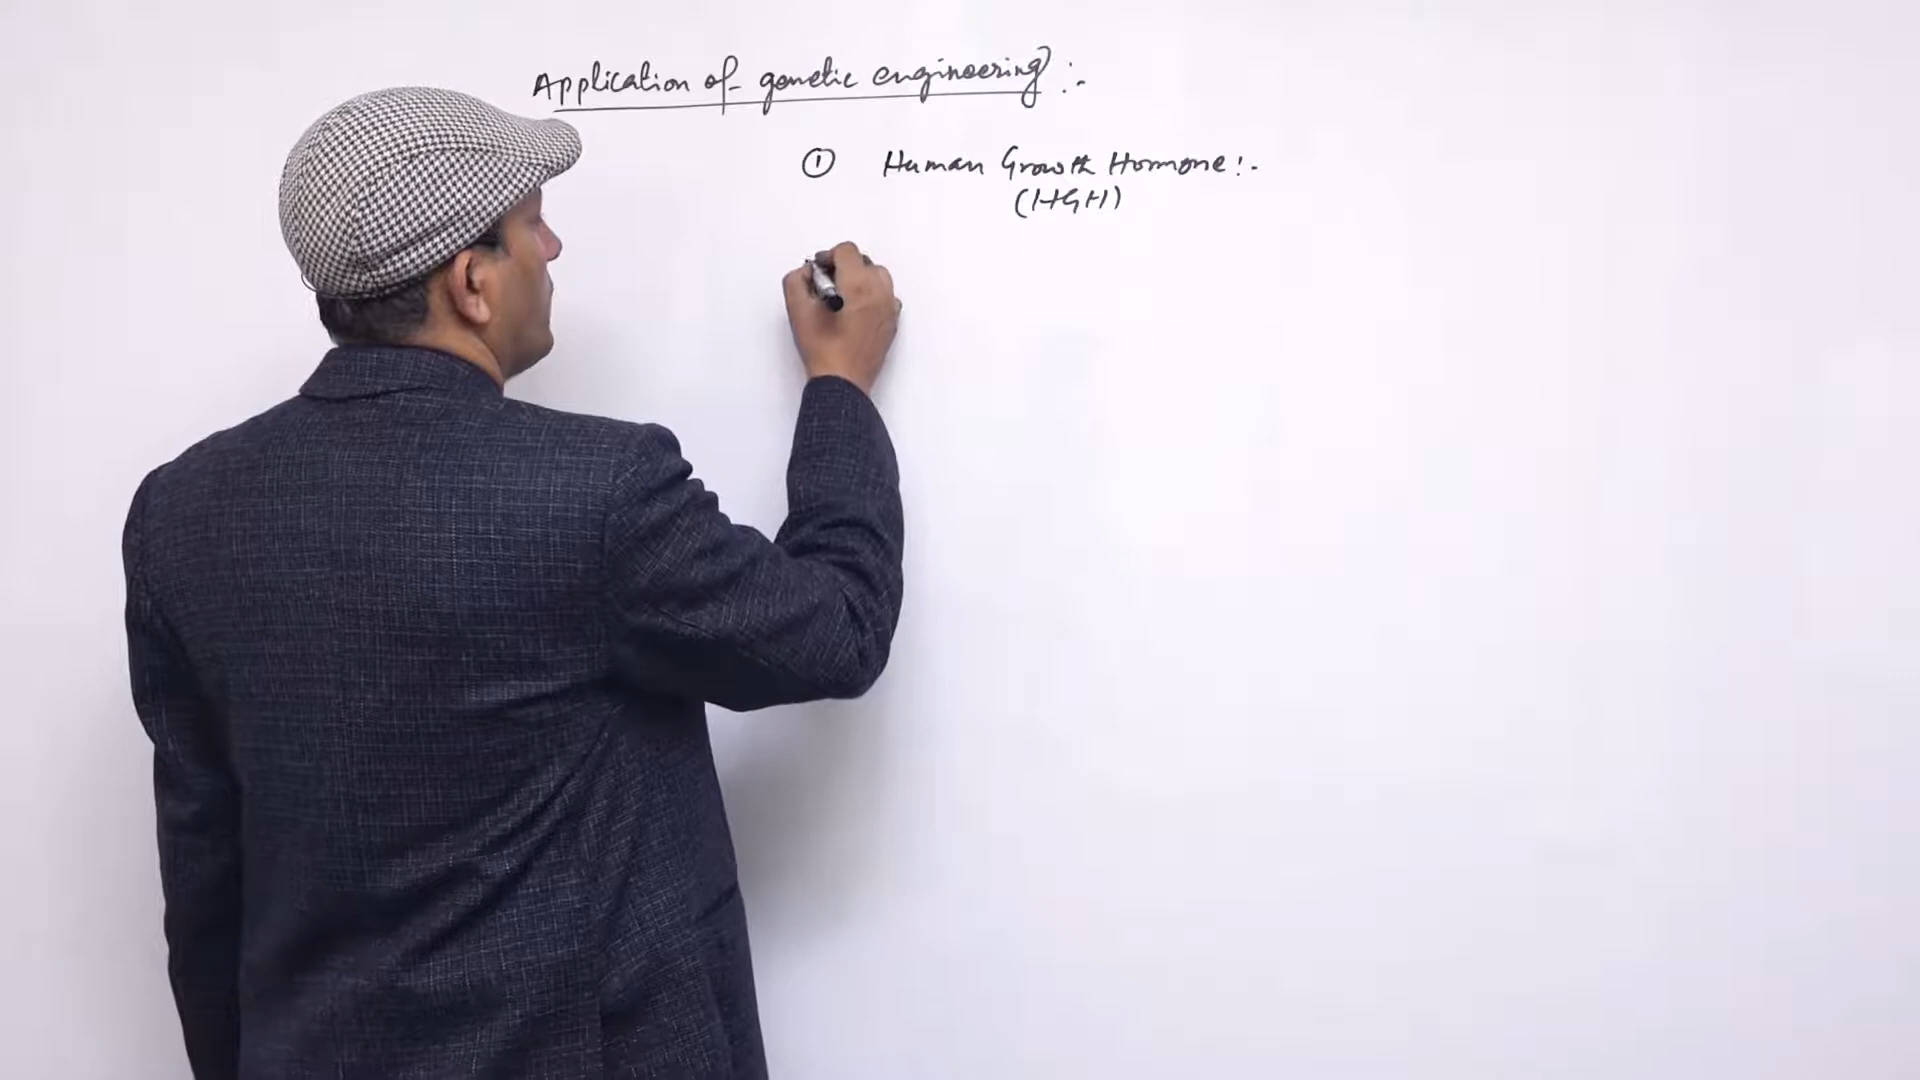 Application of genetic engineering :-
① Human Growth Hormone :-
(HGH)